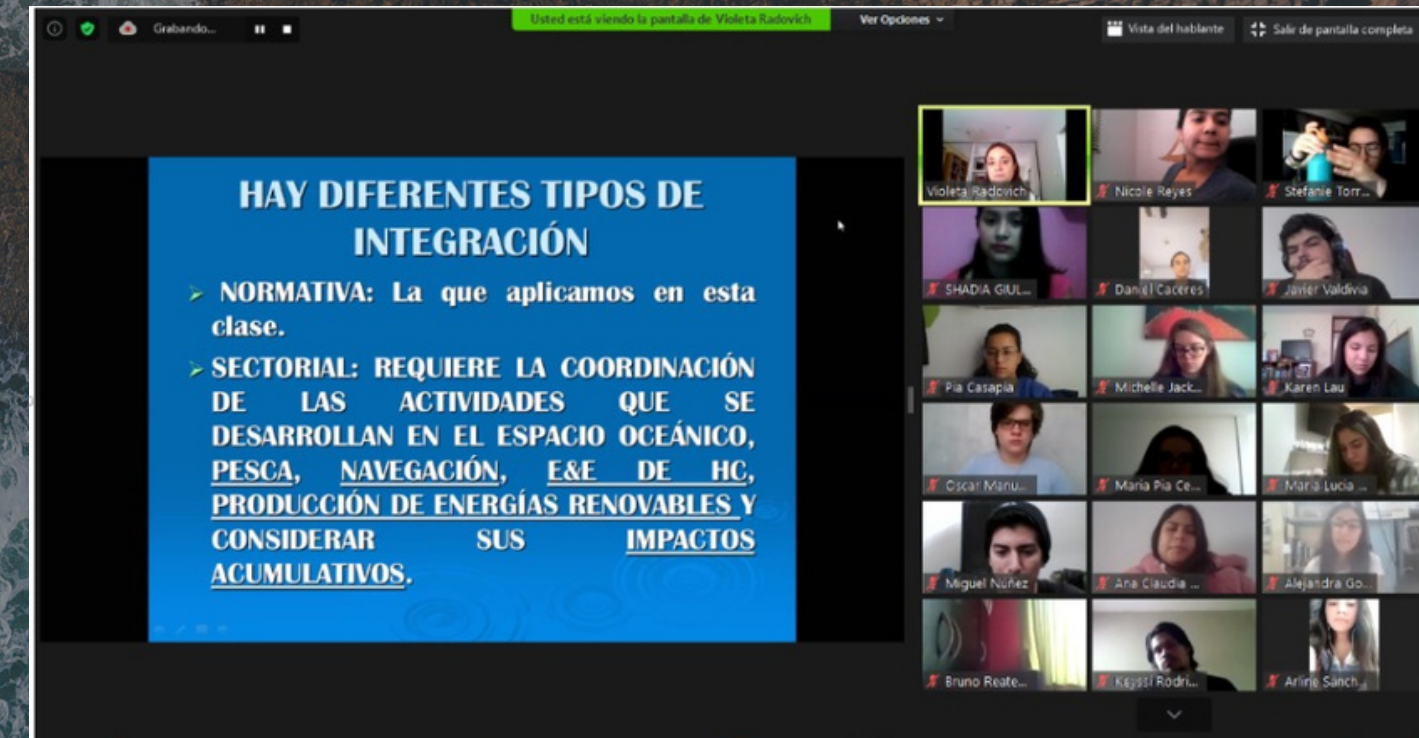 Grabando...
Usted está viendo la pantalla de Violeta Radovich
Ver Opciones
Vista del hablante
Salir de pantalla completa
HAY DIFERENTES TIPOS DE
INTEGRACIÓN
NORMATIVA: La que aplicamos en esta
clase.
SECTORIAL: REQUIERE LA COORDINACIÓN
DE LAS ACTIVIDADES QUE SE
DESARROLLAN EN EL ESPACIO OCEÁNICO,
PESCA, NAVEGACIÓN, E&E DE HC,
PRODUCCIÓN DE ENERGÍAS RENOVABLES Y
CONSIDERAR SUS IMPACTOS
ACUMULATIVOS.
Violeta Radovich
Nicole Reyes
Stefanie Torr...
SHADIA GIUL...
Daniel Caceres
Javier Valdivia
Pia Casapia
Michelle Jack...
Karen Lau
Oscar Manu...
Maria Pia Ce...
Maria Lucia ...
Miguel Núñez
Ana Claudia ...
Alejandra Go...
Bruno Reate...
Keyssi Rodri...
Arline Sanch...